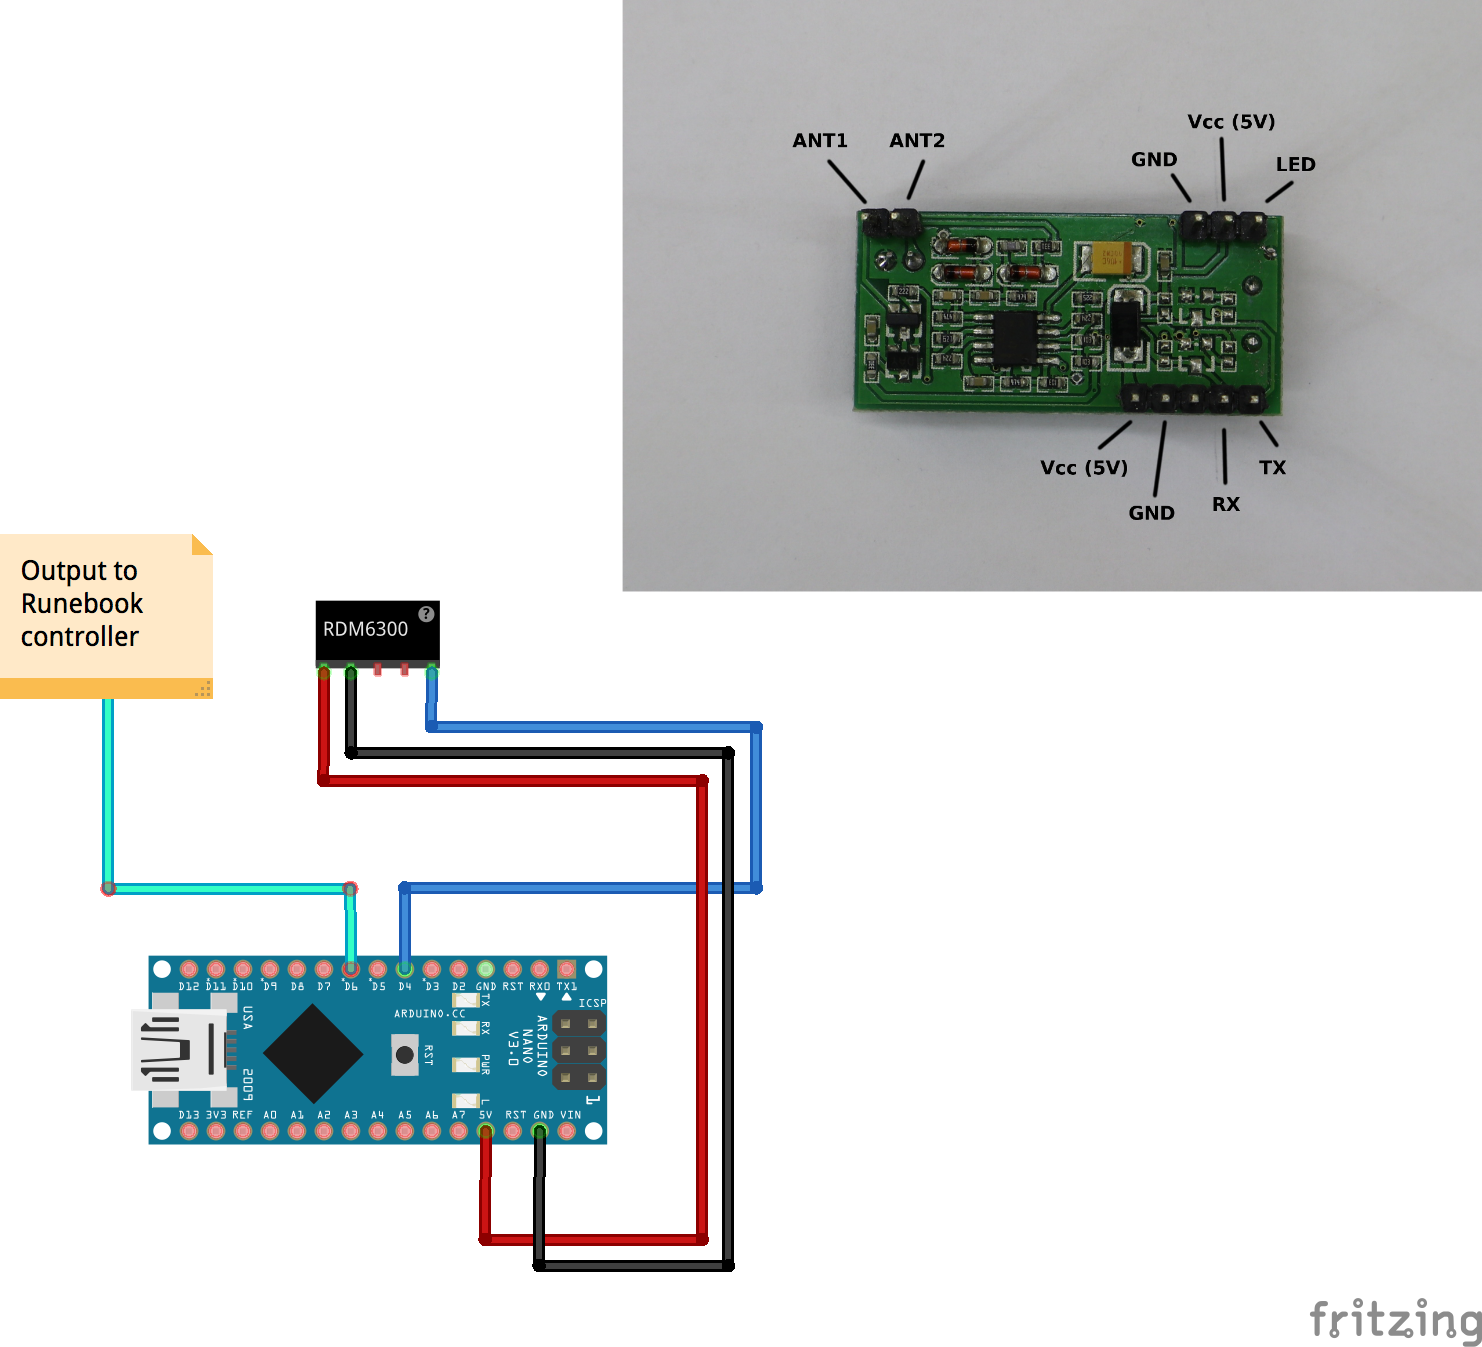 Vcc (5V)
ANT1
ANT2
GND
LED
Vcc (5V)
TX
GND
RX
Output to
Runebook
controller
RDM6300
?
D12 D11 D10 D9 D8 D7 D6 D5 D4 D3 D2 GND RST RX0 TX1
ICSP
TX
ARDUINO.CC
RX
USA
ARDUINO
NANO
V3.0
RST
PWR
2009
L
1
D13 3V3 REF A0 A1 A2 A3 A4 A5 A6 A7 5V RST GND VIN
fritzing